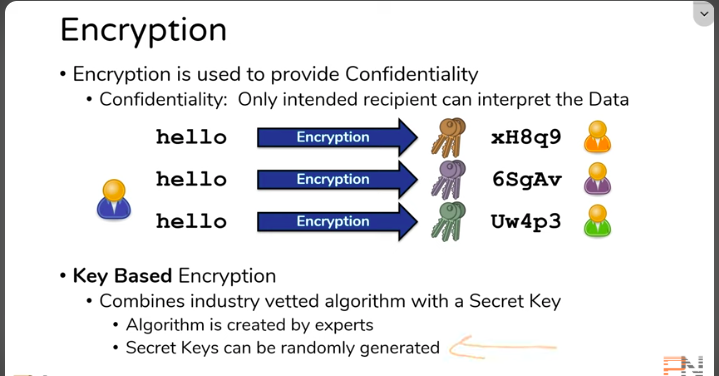 Encryption
• Encryption is used to provide Confidentiality
• Confidentiality: Only intended recipient can interpret the Data
hello Encryption xH8q9
hello Encryption 6SgAv
hello Encryption Uw4p3
• Key Based Encryption
• Combines industry vetted algorithm with a Secret Key
• Algorithm is created by experts
• Secret Keys can be randomly generated